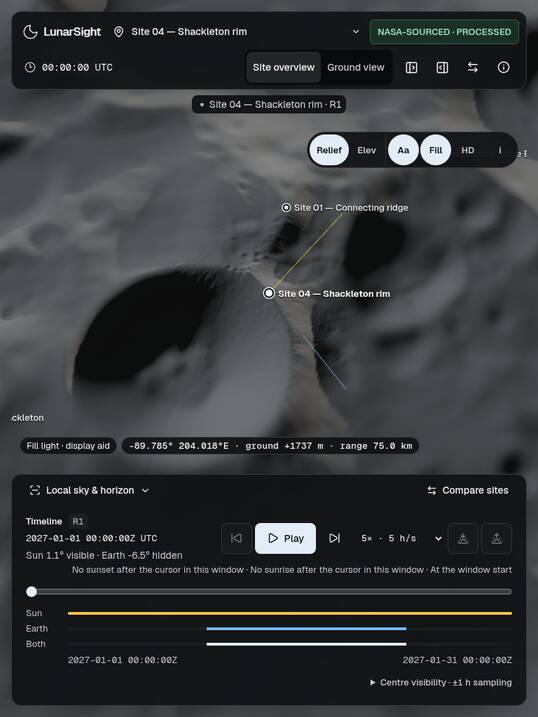 LunarSight
Site 04 — Shackleton rim
NASA-SOURCED · PROCESSED
00:00:00 UTC
Site overview
Ground view
Site 04 — Shackleton rim · R1
Relief
Elev
Aa
Fill
HD
i
Site 01 — Connecting ridge
Site 04 — Shackleton rim
ckleton
Fill light · display aid
-89.785° 204.018°E · ground +1737 m · range 75.0 km
Local sky & horizon
Compare sites
Timeline R1
2027-01-01 00:00:00Z UTC
Sun 1.1° visible · Earth -6.5° hidden
Play
5× · 5 h/s
No sunset after the cursor in this window · No sunrise after the cursor in this window · At the window start
Sun
Earth
Both
2027-01-01 00:00:00Z
2027-01-31 00:00:00Z
Centre visibility · ±1 h sampling